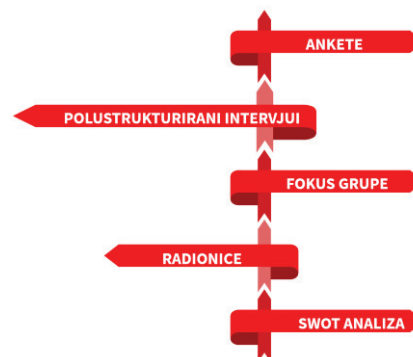 ANKETE
POLUSTRUKTURIRANI INTERVJUI
FOKUS GRUPE
RADIONICE
SWOT ANALIZA